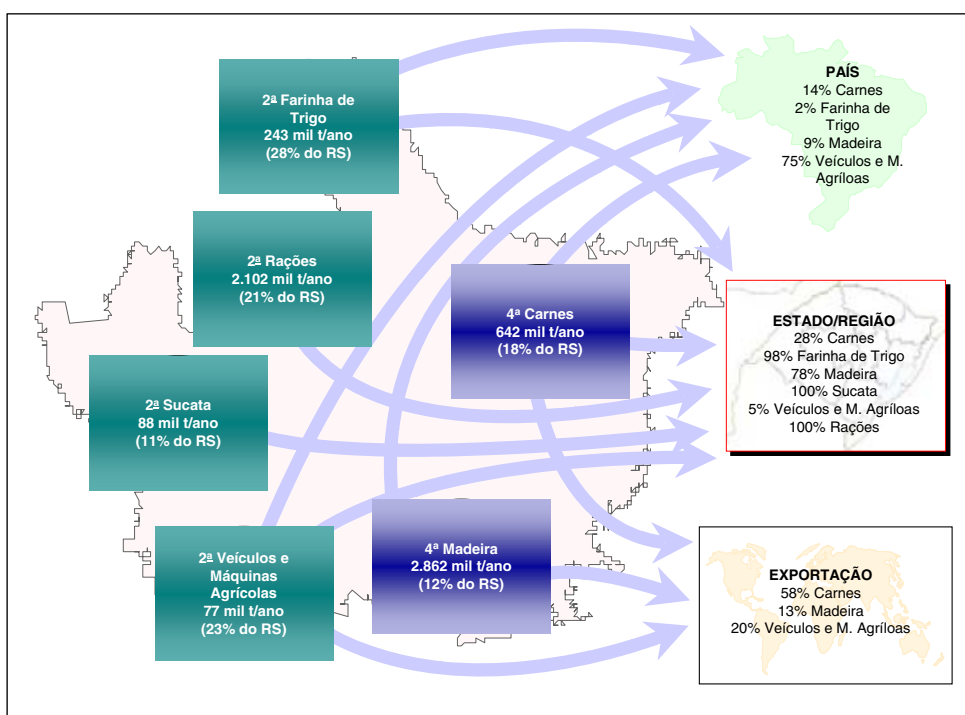 2ª Farinha de
Trigo
243 mil t/ano
(28% do RS)
2ª Rações
2.102 mil t/ano
(21% do RS)
2ª Sucata
88 mil t/ano
(11% do RS)
2ª Veículos e
Máquinas
Agrícolas
77 mil t/ano
(23% do RS)
4ª Carnes
642 mil t/ano
(18% do RS)
4ª Madeira
2.862 mil t/ano
(12% do RS)
PAÍS
14% Carnes
2% Farinha de
Trigo
9% Madeira
75% Veículos e M.
Agríloas
ESTADO/REGIÃO
28% Carnes
98% Farinha de Trigo
78% Madeira
100% Sucata
5% Veículos e M. Agríloas
100% Rações
EXPORTAÇÃO
58% Carnes
13% Madeira
20% Veículos e M. Agríloas